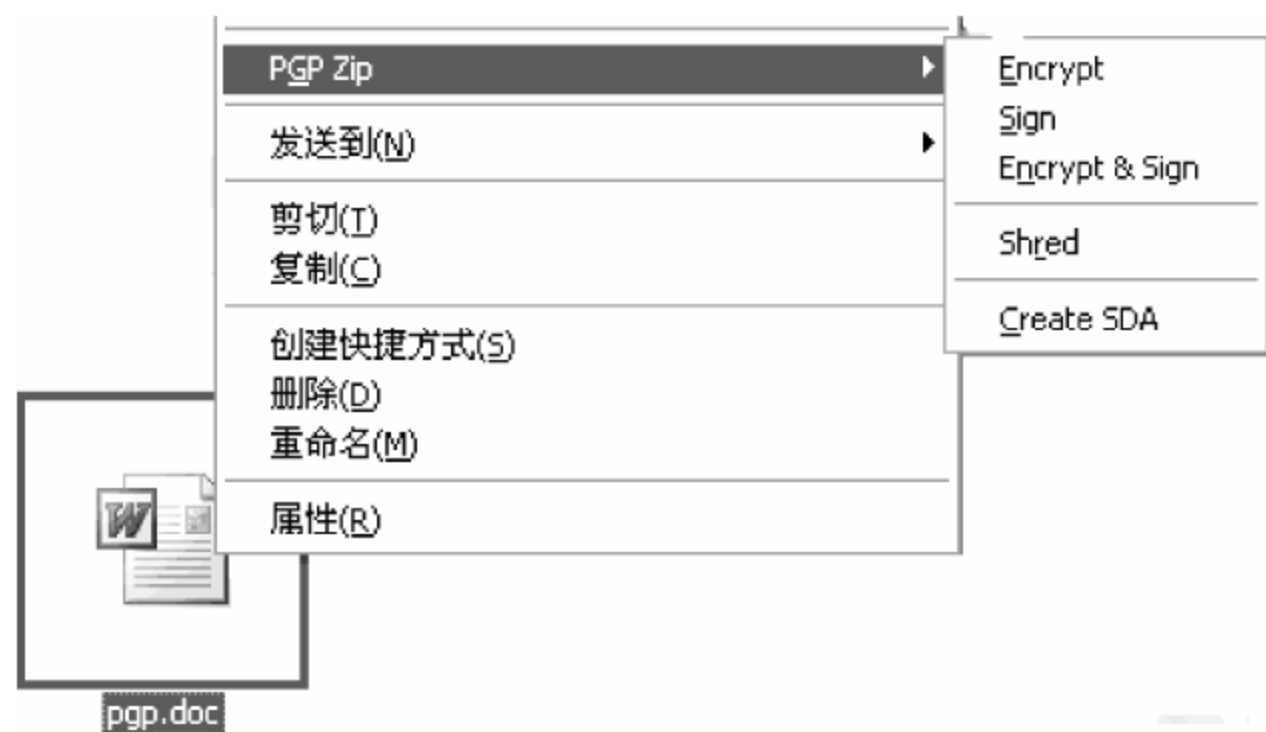 PGP Zip
发送到(N)
剪切(T)
复制(C)
创建快捷方式(S)
删除(D)
重命名(M)
属性(R)
Encrypt
Sign
Encrypt & Sign
Shred
Create SDA
W
pgp.doc